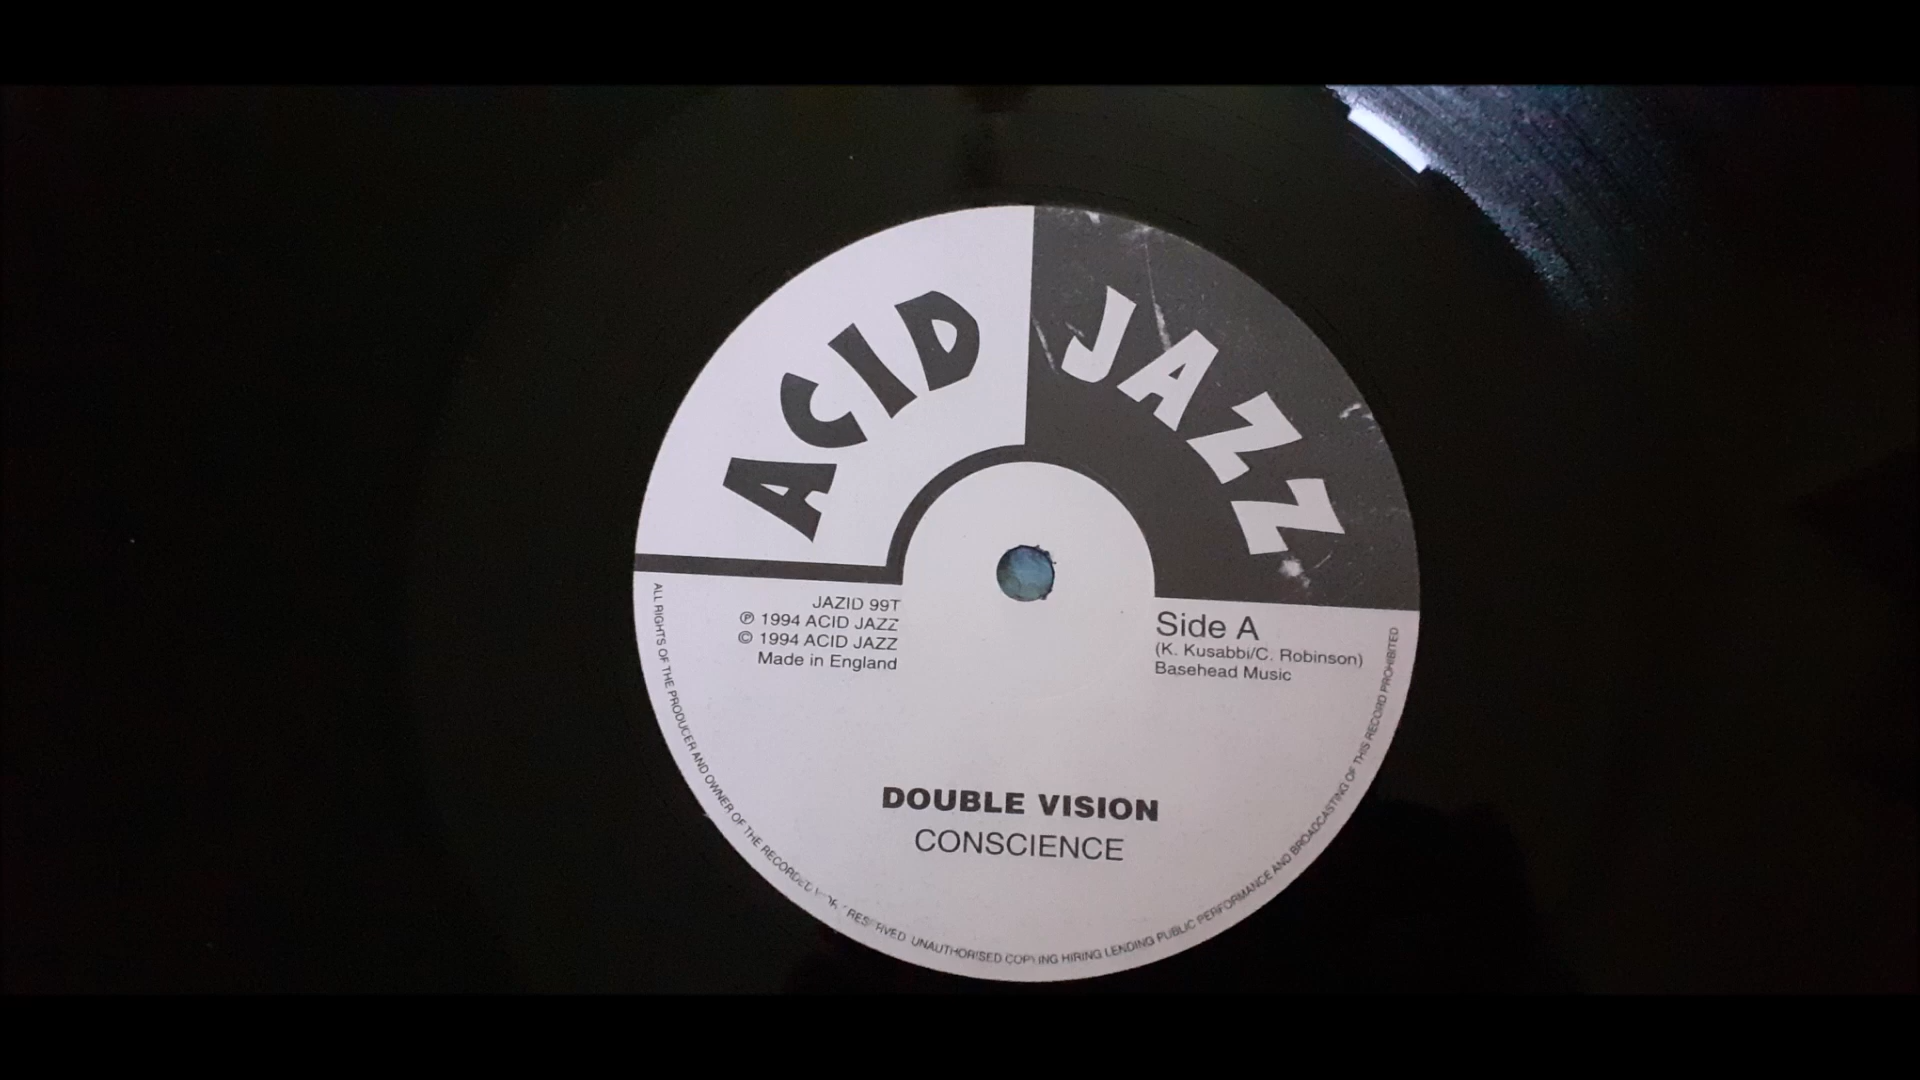 ACID JAZZ
JAZID 99T
℗ 1994 ACID JAZZ
© 1994 ACID JAZZ
Made in England
Side A
(K. Kusabbi/C. Robinson)
Basehead Music
DOUBLE VISION
CONSCIENCE
ALL RIGHTS OF THE PRODUCER AND OWNER OF THE RECORDED RESERVED UNAUTHORISED COPYING HIRING LENDING PUBLIC PERFORMANCE AND BROADCASTING OF THIS RECORD PROHIBITED